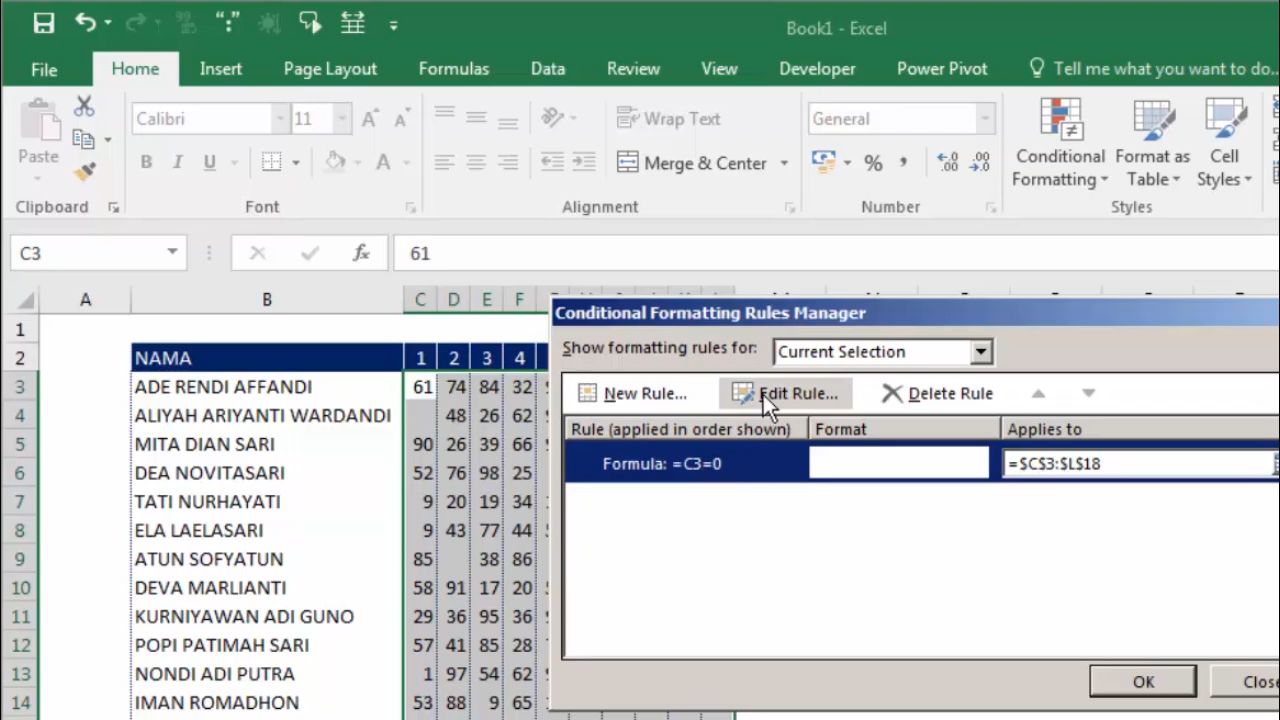 Book1 - Excel
File Home Insert Page Layout Formulas Data Review View Developer Power Pivot Tell me what you want to do...
Calibri 11 Wrap Text General
Paste B I U A Merge & Center % Conditional Formatting Format as Table Cell Styles
Clipboard Font Alignment Number Styles
C3 fx 61
A B C D E F
Conditional Formatting Rules Manager
Show formatting rules for: Current Selection
New Rule... Edit Rule... Delete Rule
Rule (applied in order shown) Format Applies to
Formula: =C3=0 =$C$3:$L$18
OK Close
1
2 NAMA 1 2 3 4
3 ADE RENDI AFFANDI 61 74 84 32
4 ALIYAH ARIYANTI WARDANDI 48 26 62
5 MITA DIAN SARI 90 26 39 66
6 DEA NOVITASARI 52 76 98 25
7 TATI NURHAYATI 9 20 19 34
8 ELA LAELASARI 9 43 77 44
9 ATUN SOFYATUN 85 38 86
10 DEVA MARLIANTI 58 91 17 20
11 KURNIYAWAN ADI GUNO 29 36 95 36
12 POPI PATIMAH SARI 57 41 85 28
13 NONDI ADI PUTRA 1 97 54 62
14 IMAN ROMADHON 53 88 9 65